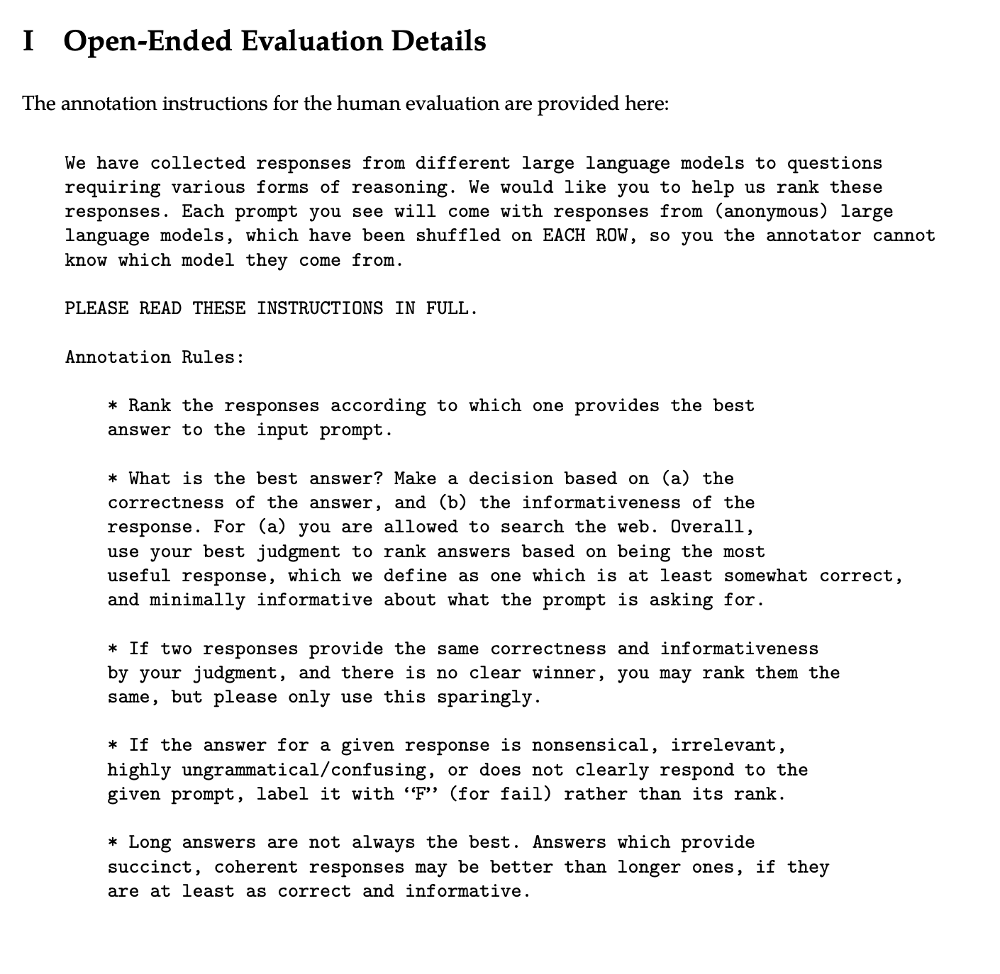 I Open-Ended Evaluation Details
The annotation instructions for the human evaluation are provided here:
We have collected responses from different large language models to questions
requiring various forms of reasoning. We would like you to help us rank these
responses. Each prompt you see will come with responses from (anonymous) large
language models, which have been shuffled on EACH ROW, so you the annotator cannot
know which model they come from.
PLEASE READ THESE INSTRUCTIONS IN FULL.
Annotation Rules:
* Rank the responses according to which one provides the best
answer to the input prompt.
* What is the best answer? Make a decision based on (a) the
correctness of the answer, and (b) the informativeness of the
response. For (a) you are allowed to search the web. Overall,
use your best judgment to rank answers based on being the most
useful response, which we define as one which is at least somewhat correct,
and minimally informative about what the prompt is asking for.
* If two responses provide the same correctness and informativeness
by your judgment, and there is no clear winner, you may rank them the
same, but please only use this sparingly.
* If the answer for a given response is nonsensical, irrelevant,
highly ungrammatical/confusing, or does not clearly respond to the
given prompt, label it with “F” (for fail) rather than its rank.
* Long answers are not always the best. Answers which provide
succinct, coherent responses may be better than longer ones, if they
are at least as correct and informative.